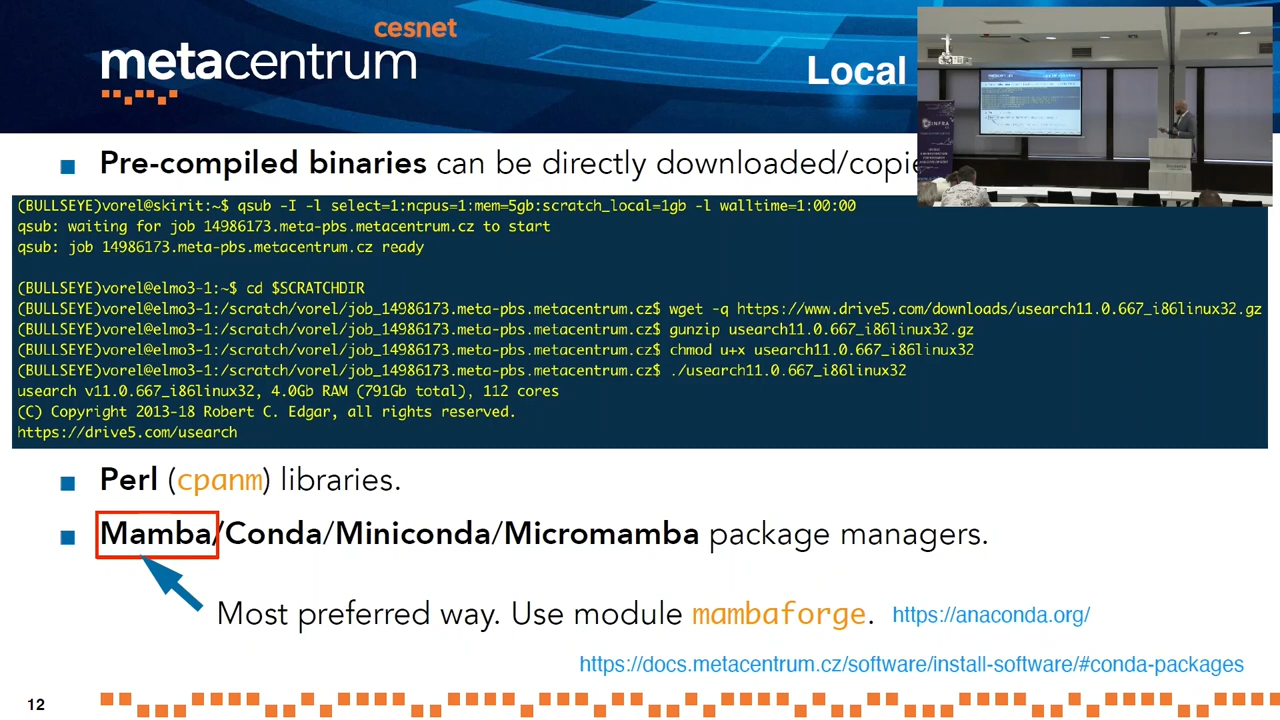 cesnet
metacentrum
Local
Pre-compiled binaries can be directly downloaded/copie
(BULLSEYE)vorel@skirit:~$ qsub -I -l select=1:ncpus=1:mem=5gb:scratch_local=1gb -l walltime=1:00:00
qsub: waiting for job 14986173.meta-pbs.metacentrum.cz to start
qsub: job 14986173.meta-pbs.metacentrum.cz ready
(BULLSEYE)vorel@elmo3-1:~$ cd $SCRATCHDIR
(BULLSEYE)vorel@elmo3-1:/scratch/vorel/job_14986173.meta-pbs.metacentrum.cz$ wget -q https://www.drive5.com/downloads/usearch11.0.667_i86linux32.gz
(BULLSEYE)vorel@elmo3-1:/scratch/vorel/job_14986173.meta-pbs.metacentrum.cz$ gunzip usearch11.0.667_i86linux32.gz
(BULLSEYE)vorel@elmo3-1:/scratch/vorel/job_14986173.meta-pbs.metacentrum.cz$ chmod u+x usearch11.0.667_i86linux32
(BULLSEYE)vorel@elmo3-1:/scratch/vorel/job_14986173.meta-pbs.metacentrum.cz$ ./usearch11.0.667_i86linux32
usearch v11.0.667_i86linux32, 4.0Gb RAM (791Gb total), 112 cores
(C) Copyright 2013-18 Robert C. Edgar, all rights reserved.
https://drive5.com/usearch
Perl (cpanm) libraries.
Mamba/Conda/Miniconda/Micromamba package managers.
Most preferred way. Use module mambaforge. https://anaconda.org/
https://docs.metacentrum.cz/software/install-software/#conda-packages
12